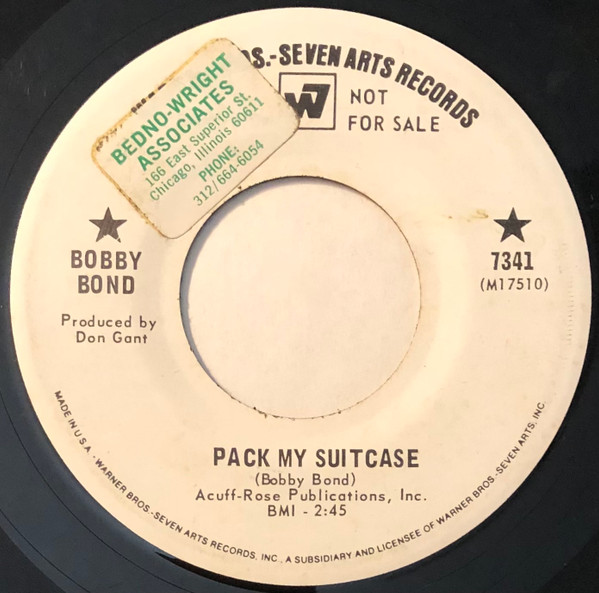 BEDNO-WRIGHT
ASSOCIATES
166 East Superior St.
Chicago, Illinois 60611
PHONE:
312/664-6054
OS.-SEVEN ARTS RECORDS
W7
NOT
FOR SALE
★ ★
BOBBY
BOND
Produced by
Don Gant
7341
(M17510)
PACK MY SUITCASE
(Bobby Bond)
Acuff-Rose Publications, Inc.
BMI - 2:45
MADE IN U.S.A. - WARNER BROS.-SEVEN ARTS RECORDS, INC., A SUBSIDIARY AND LICENSEE OF WARNER BROS.-SEVEN ARTS, INC.